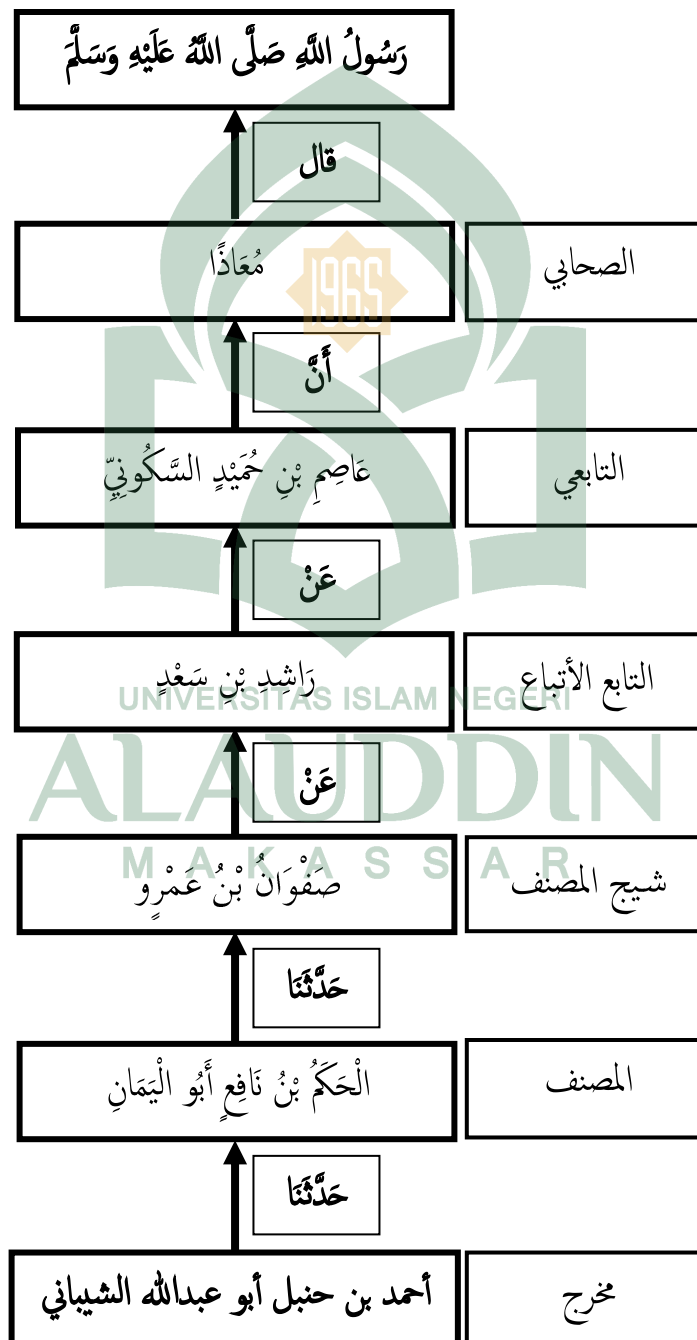 رَسُولُ اللَّهِ صَلَّى اللَّهُ عَلَيْهِ وَسَلَّمَ
قال
مُعَاذًا
الصحابي
1965
أَنَّ
عَاصِمِ بْنِ حُمَيْدٍ السَّكُونِيِّ
التابعي
عَنْ
رَاشِدِ بْنِ سَعْدٍ
التابع الأتباع
UNIVERSITAS ISLAM NEGERI
ALAUDDIN
عَنْ
MAKASSAR
صَفْوَانُ بْنُ عَمْرٍو
شيج المصنف
حَدَّثَنَا
الْحَكَمُ بْنُ نَافِعٍ أَبُو الْيَمَانِ
المصنف
حَدَّثَنَا
أحمد بن حنبل أبو عبدالله الشيباني
مخرج